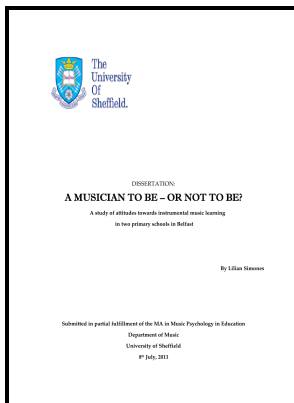 The
University
Of
Sheffield.
DISSERTATION:
A MUSICIAN TO BE – OR NOT TO BE?
A study of attitudes towards instrumental music learning
in two primary schools in Belfast
By Lilian Simones
Submitted in partial fulfillment of the MA in Music Psychology in Education
Department of Music
University of Sheffield
8th July, 2011